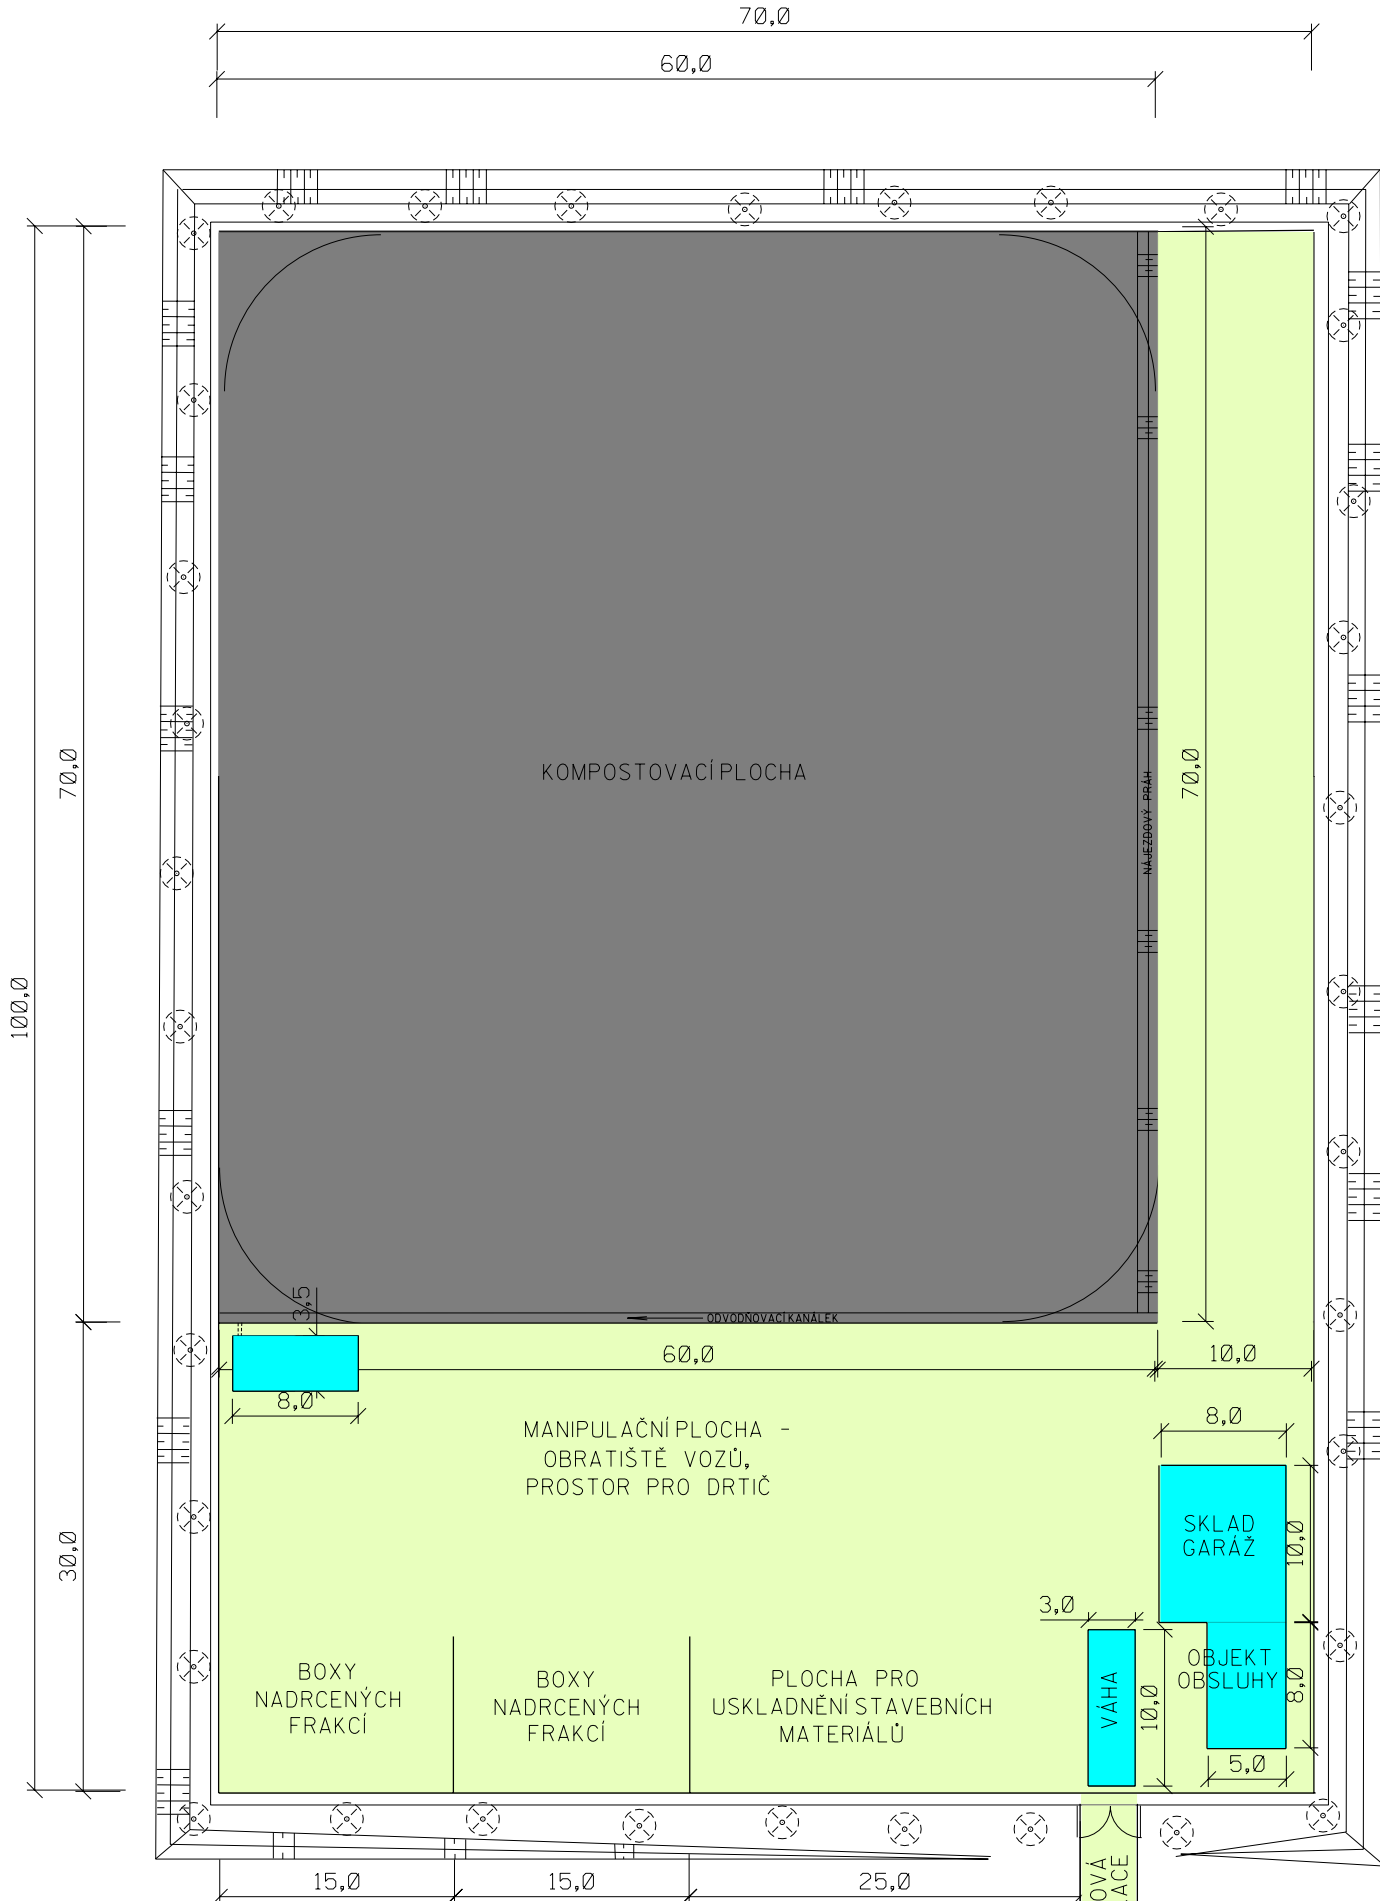 70,0
60,0
KOMPOSTOVACÍ PLOCHA
NÁJEZDOVÝ PRÁH
70,0
70,0
100,0
3,5
ODVODŇOVACÍ KANÁLEK
60,0
10,0
8,0
8,0
MANIPULAČNÍ PLOCHA -
OBRATIŠTĚ VOZŮ,
PROSTOR PRO DRTIČ
30,0
SKLAD
GARÁŽ
10,0
3,0
BOXY
NADRCENÝCH
FRAKCÍ
BOXY
NADRCENÝCH
FRAKCÍ
PLOCHA PRO
USKLADNĚNÍ STAVEBNÍCH
MATERIÁLŮ
VÁHA
10,0
OBJEKT
OBSLUHY
8,0
5,0
15,0
15,0
25,0